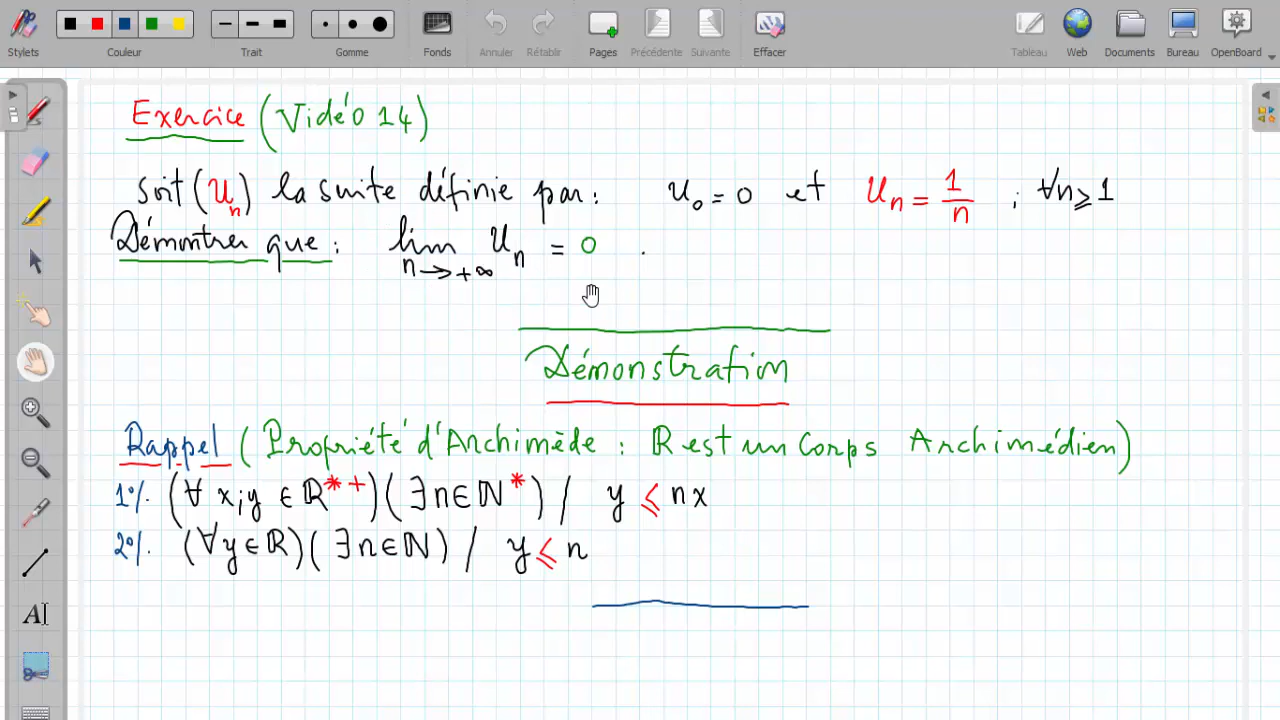 Stylets Couleur Trait Gomme Fonds Annuler Rétablir Pages Précédente Suivante Effacer Tableau Web Documents Bureau OpenBoard
Exercice (Vidéo 14)
Soit (Un) la suite définie par : U₀ = 0 et Un = 1/n ; ∀n ⩾ 1
Démontrer que : lim n→+∞ Un = 0 .
Démonstration
Rappel (Propriété d'Archimède : R est un Corps Archimédien)
1%. (∀ x;y ∈ ℝ*+)(∃n∈ℕ*) / y ⩽ nx
2%. (∀y∈ℝ)(∃n∈ℕ) / y ⩽ n
AI